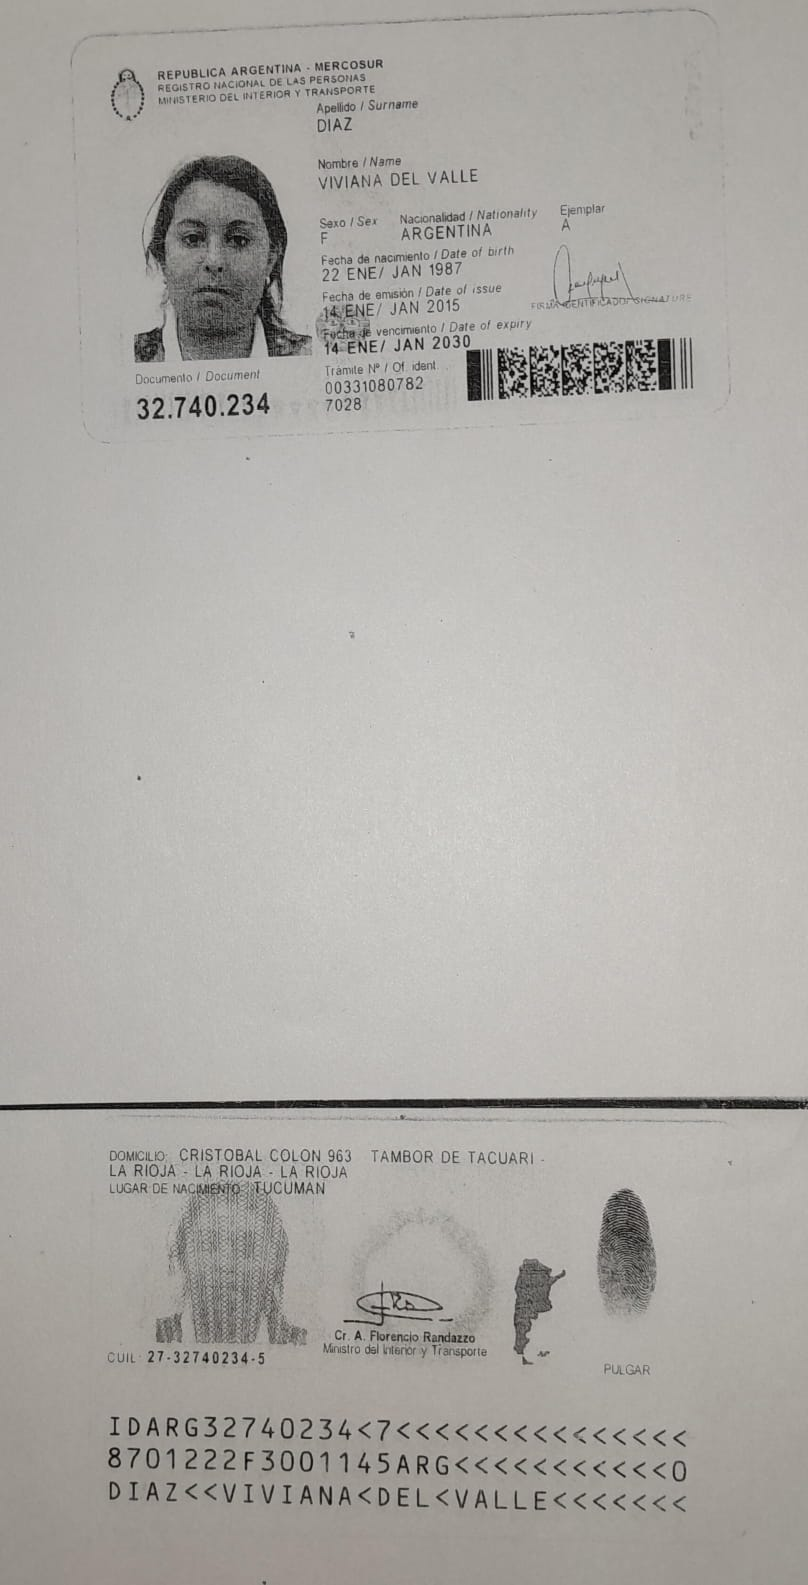 REPUBLICA ARGENTINA - MERCOSUR
REGISTRO NACIONAL DE LAS PERSONAS
MINISTERIO DEL INTERIOR Y TRANSPORTE
Apellido / Surname
DIAZ
Nombre / Name
VIVIANA DEL VALLE
Sexo / Sex Nacionalidad / Nationality Ejemplar
F ARGENTINA A
Fecha de nacimiento / Date of birth
22 ENE/ JAN 1987
Fecha de emisión / Date of issue
14 ENE/ JAN 2015
FIRMA IDENTIFICADO / SIGNATURE
Fecha de vencimiento / Date of expiry
14 ENE/ JAN 2030
Documento / Document
32.740.234
Trámite Nº / Of. ident.
00331080782
7028
DOMICILIO: CRISTOBAL COLON 963 TAMBOR DE TACUARI -
LA RIOJA - LA RIOJA - LA RIOJA
LUGAR DE NACIMIENTO: TUCUMAN
Cr. A. Florencio Randazzo
Ministro del Interior y Transporte
CUIL: 27-32740234-5
PULGAR
IDARG32740234<7<<<<<<<<<<<<<<<
8701222F3001145ARG<<<<<<<<<<<0
DIAZ<<VIVIANA<DEL<VALLE<<<<<<<